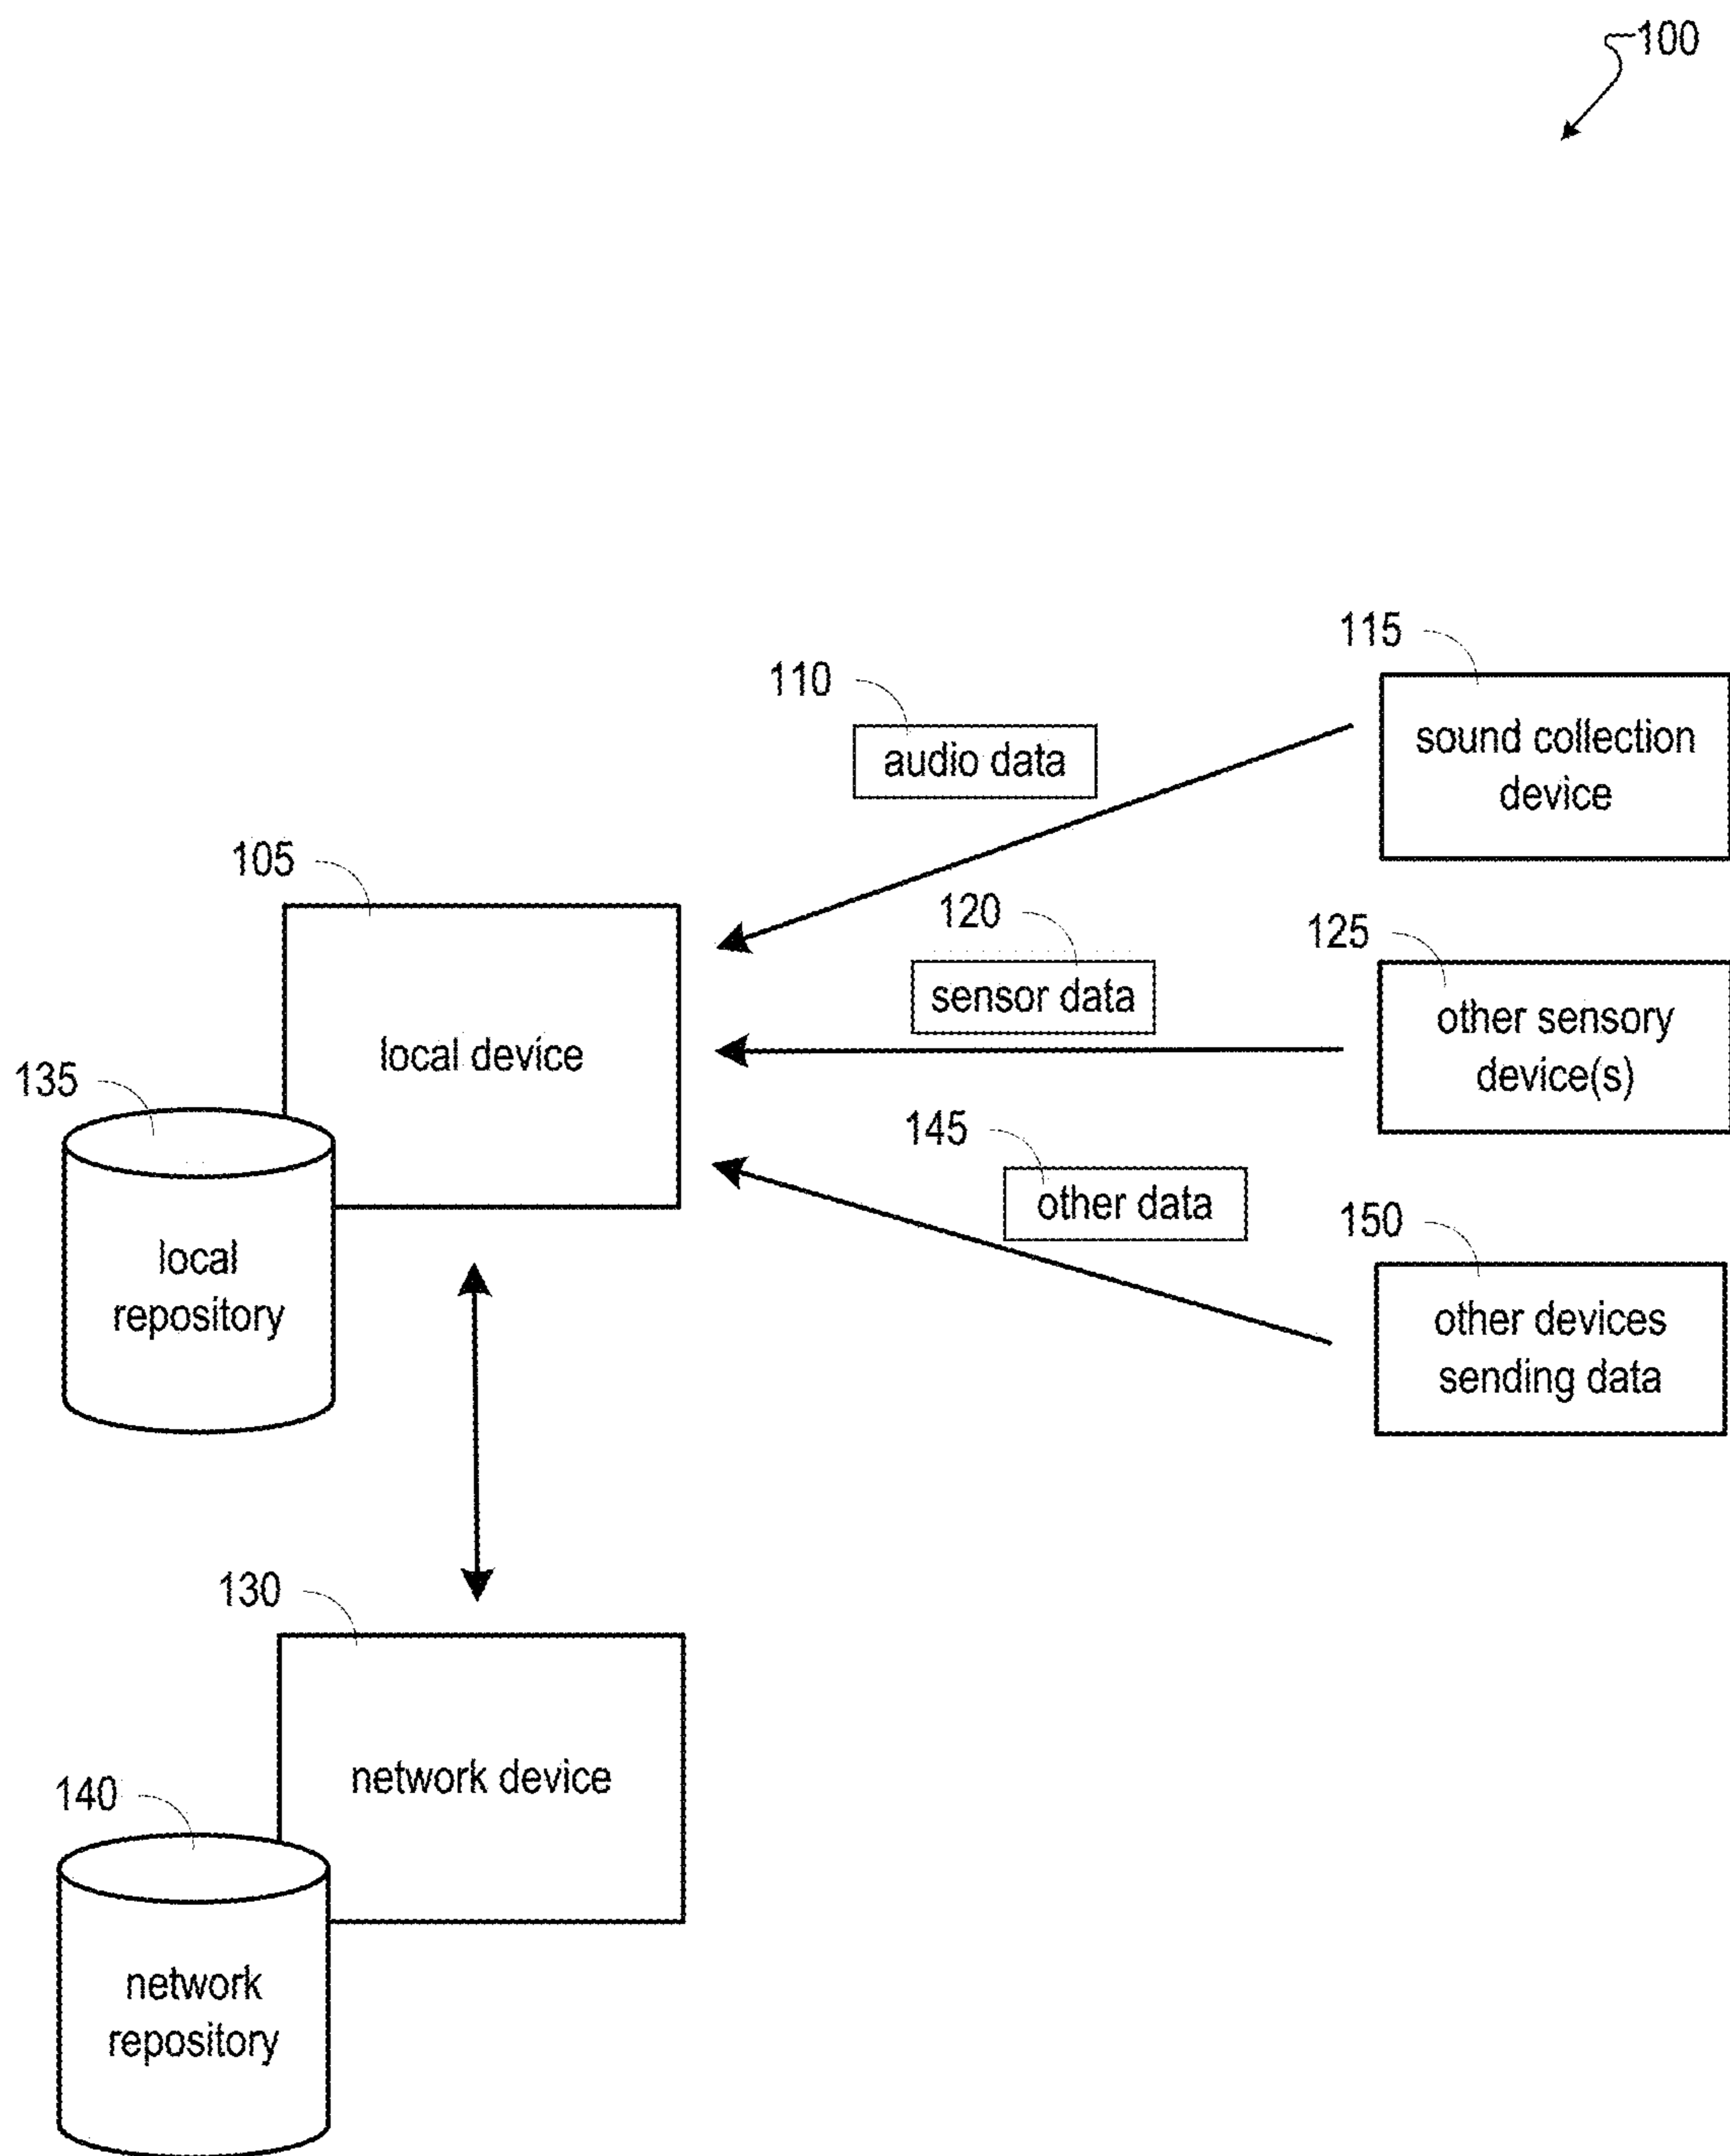 100
115
110
sound collection
device
audio data
105
120
125
sensor data
other sensory
device(s)
local device
135
145
other data
150
local
repository
other devices
sending data
130
network device
140
network
repository